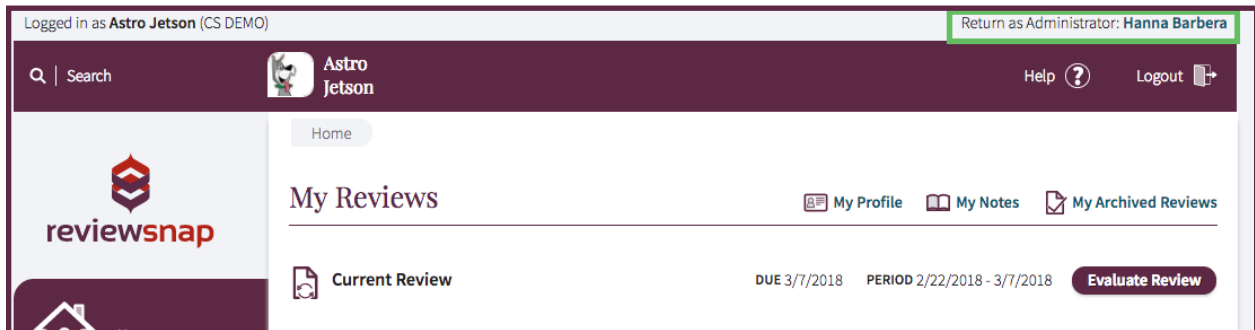 Logged in as Astro Jetson (CS DEMO)
Return as Administrator: Hanna Barbera
Search
Astro
Jetson
Help ?
Logout
Home
My Reviews
My Profile
My Notes
My Archived Reviews
reviewsnap
Current Review
DUE 3/7/2018
PERIOD 2/22/2018 - 3/7/2018
Evaluate Review